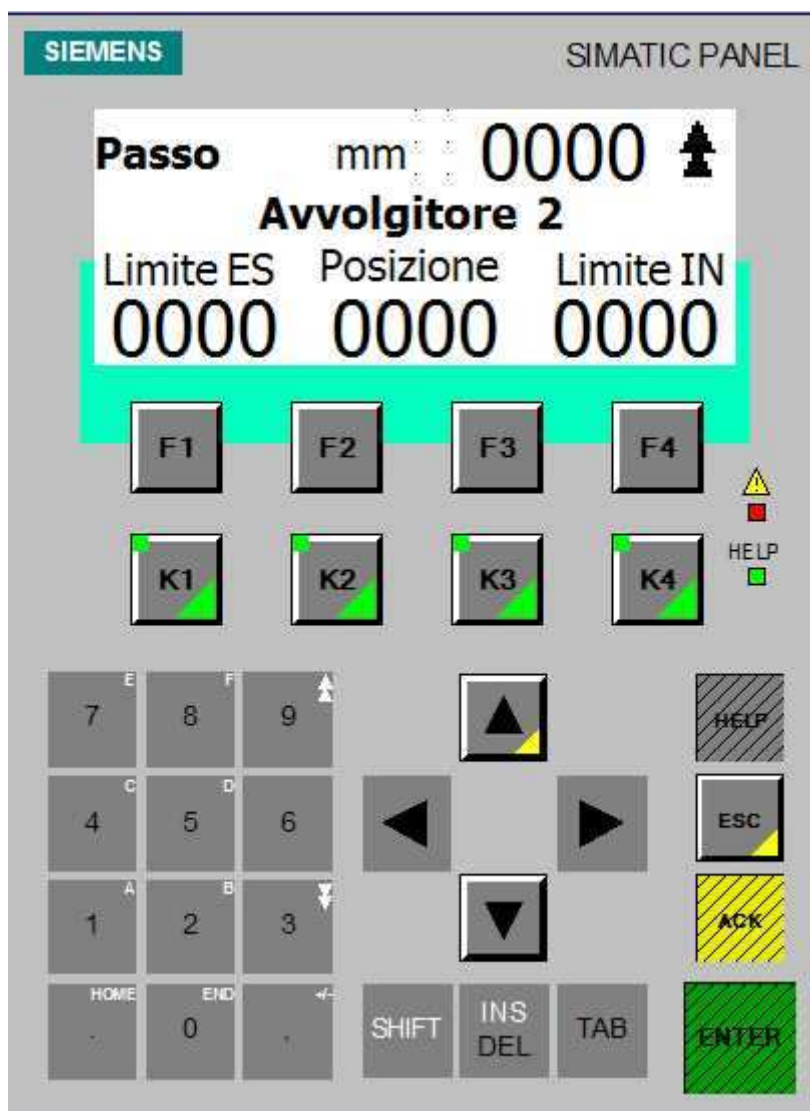 SIEMENS SIMATIC PANEL
Passo mm 0000
Avvolgitore 2
Limite ES Posizione Limite IN
0000 0000 0000
F1 F2 F3 F4
HELP
K1 K2 K3 K4
E F
7 8 9 HELP
C D
4 5 6 ESC
A B
1 2 3 ACK
HOME END +/-
. 0 , SHIFT INS DEL TAB ENTER